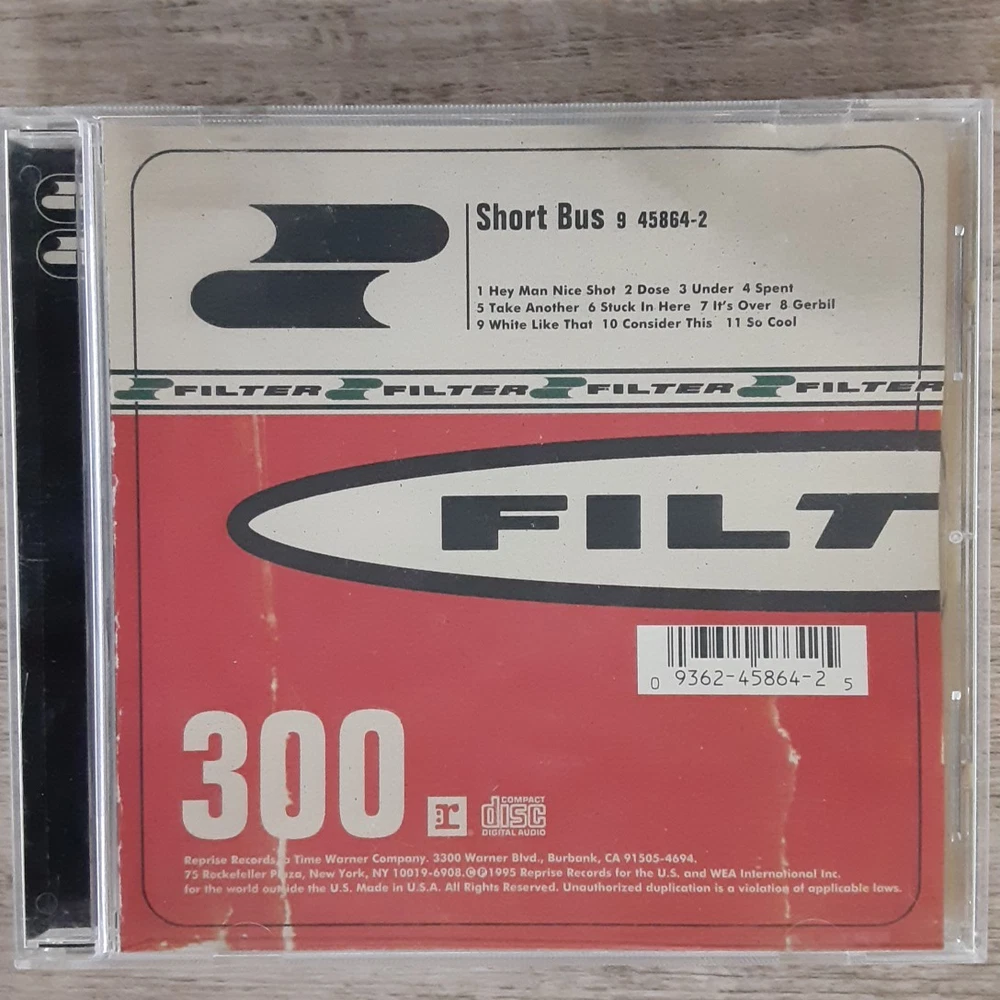 Short Bus 9 45864-2
1 Hey Man Nice Shot 2 Dose 3 Under 4 Spent
5 Take Another 6 Stuck In Here 7 It's Over 8 Gerbil
9 White Like That 10 Consider This 11 So Cool
FILTER FILTER FILTER FILTER
FILT
0 9362-45864-2 5
300
r® COMPACT
disc
DIGITAL AUDIO
Reprise Records, a Time Warner Company. 3300 Warner Blvd., Burbank, CA 91505-4694.
75 Rockefeller Plaza, New York, NY 10019-6908.©℗1995 Reprise Records for the U.S. and WEA International Inc.
for the world outside the U.S. Made in U.S.A. All Rights Reserved. Unauthorized duplication is a violation of applicable laws.